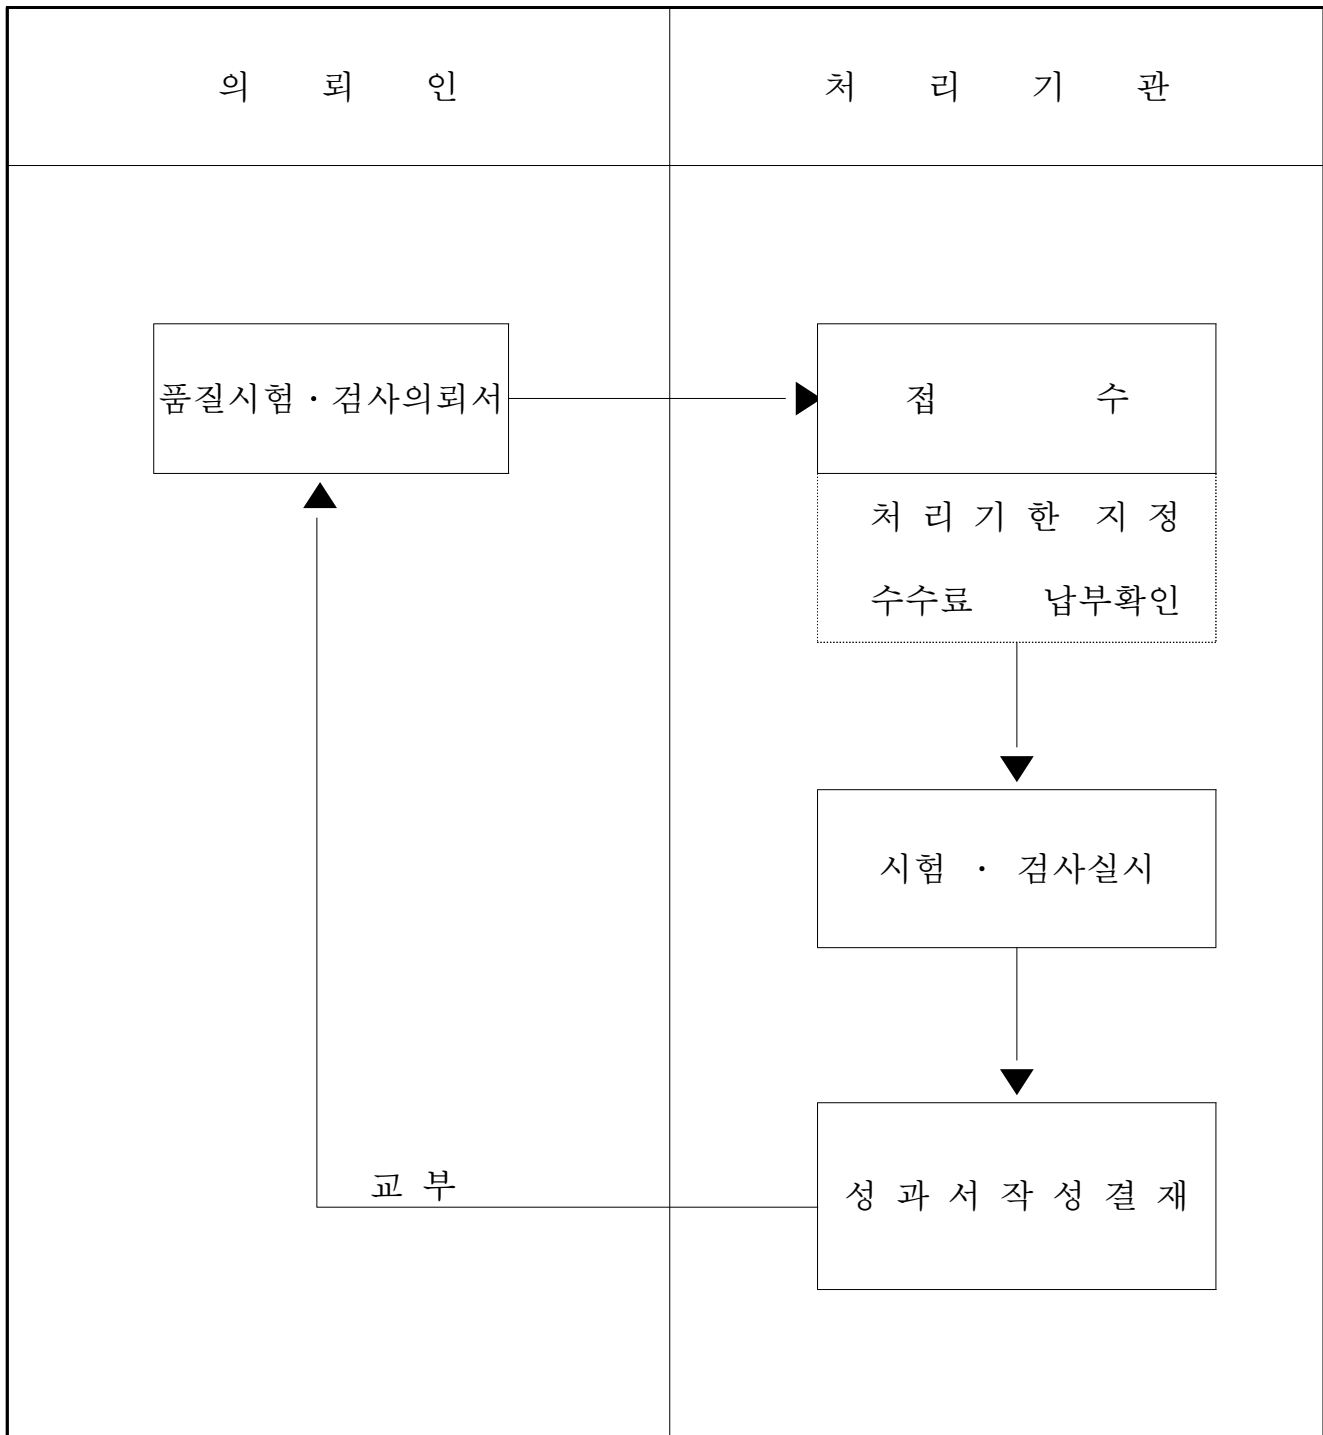 의 뢰 인
처 리 기 관
품질시험·검사의뢰서
접 수
처 리 기 한 지 정
수수료 납부확인
시험 · 검사실시
교 부
성 과 서 작 성 결 재